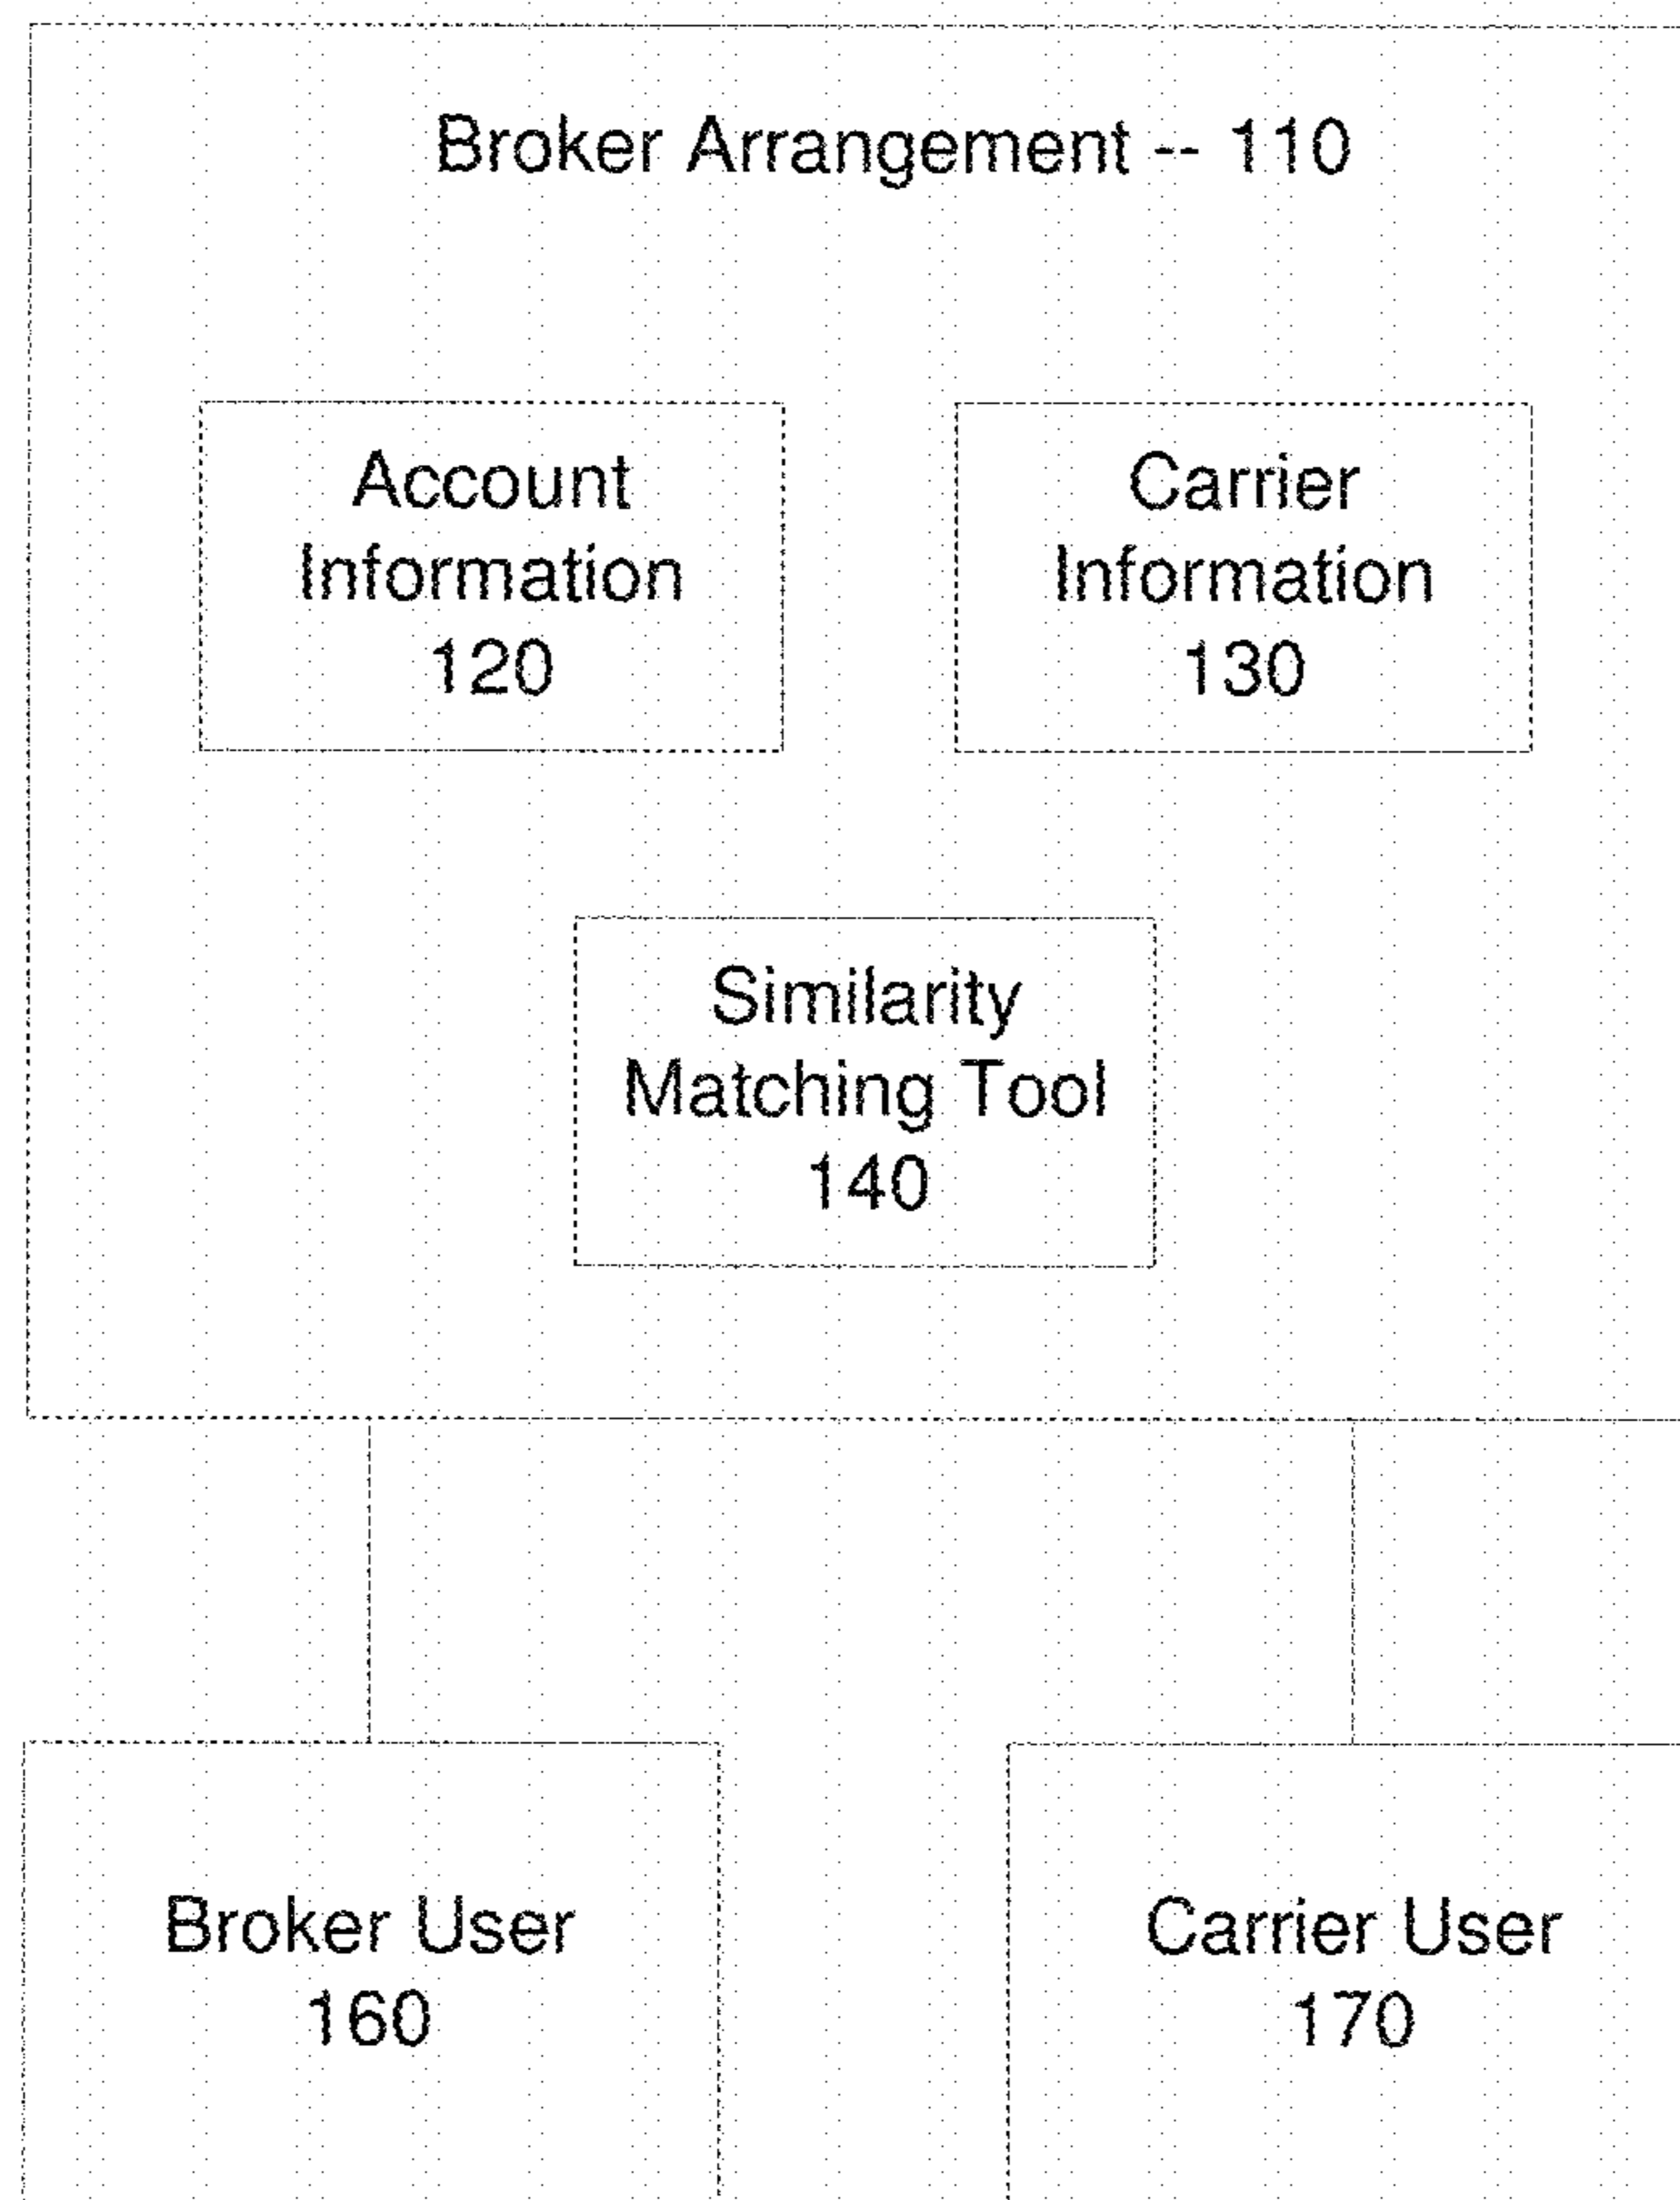 Broker Arrangement -- 110
Account
Information
120
Carrier
Information
130
Similarity
Matching Tool
140
Broker User
160
Carrier User
170